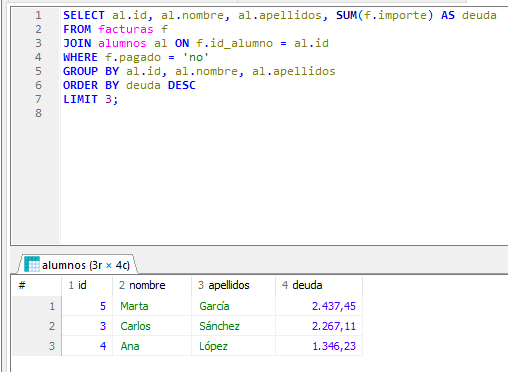 1 SELECT al.id, al.nombre, al.apellidos, SUM(f.importe) AS deuda
2 FROM facturas f
3 JOIN alumnos al ON f.id_alumno = al.id
4 WHERE f.pagado = 'no'
5 GROUP BY al.id, al.nombre, al.apellidos
6 ORDER BY deuda DESC
7 LIMIT 3;
8
alumnos (3r × 4c)
# 1 id 2 nombre 3 apellidos 4 deuda
1 5 Marta García 2.437,45
2 3 Carlos Sánchez 2.267,11
3 4 Ana López 1.346,23